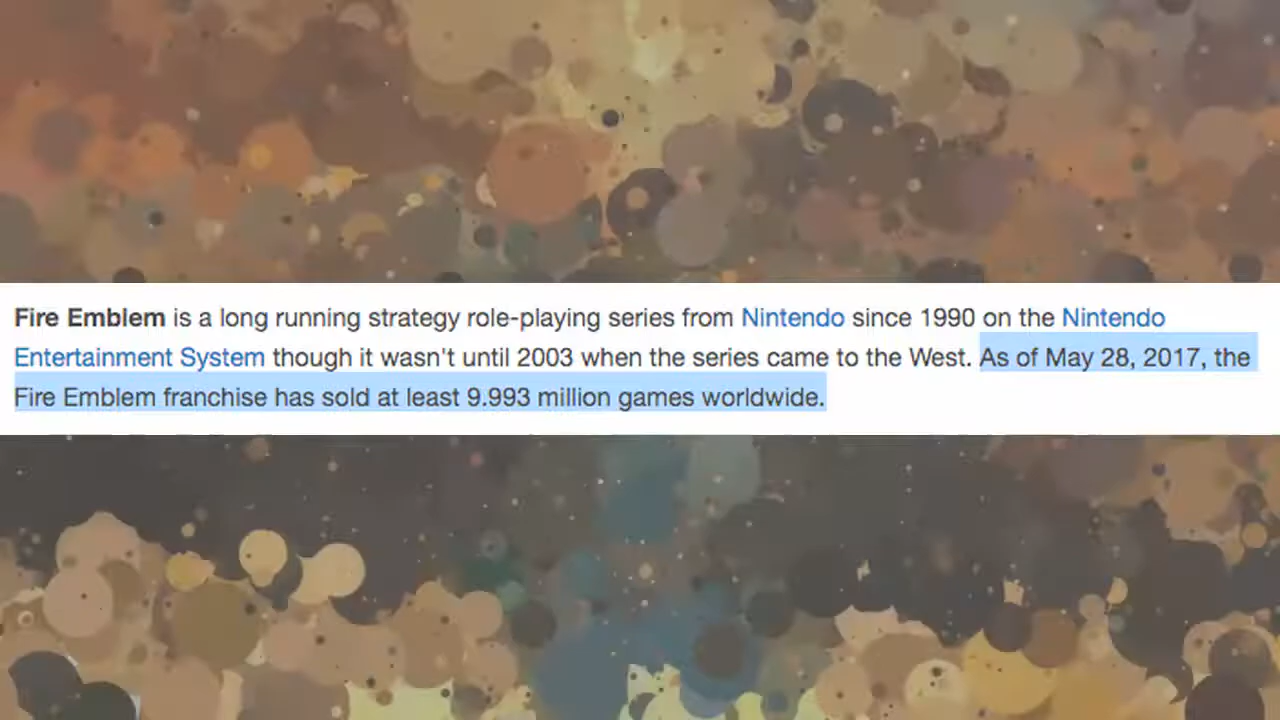 Fire Emblem is a long running strategy role-playing series from Nintendo since 1990 on the Nintendo
Entertainment System though it wasn't until 2003 when the series came to the West. As of May 28, 2017, the
Fire Emblem franchise has sold at least 9.993 million games worldwide.